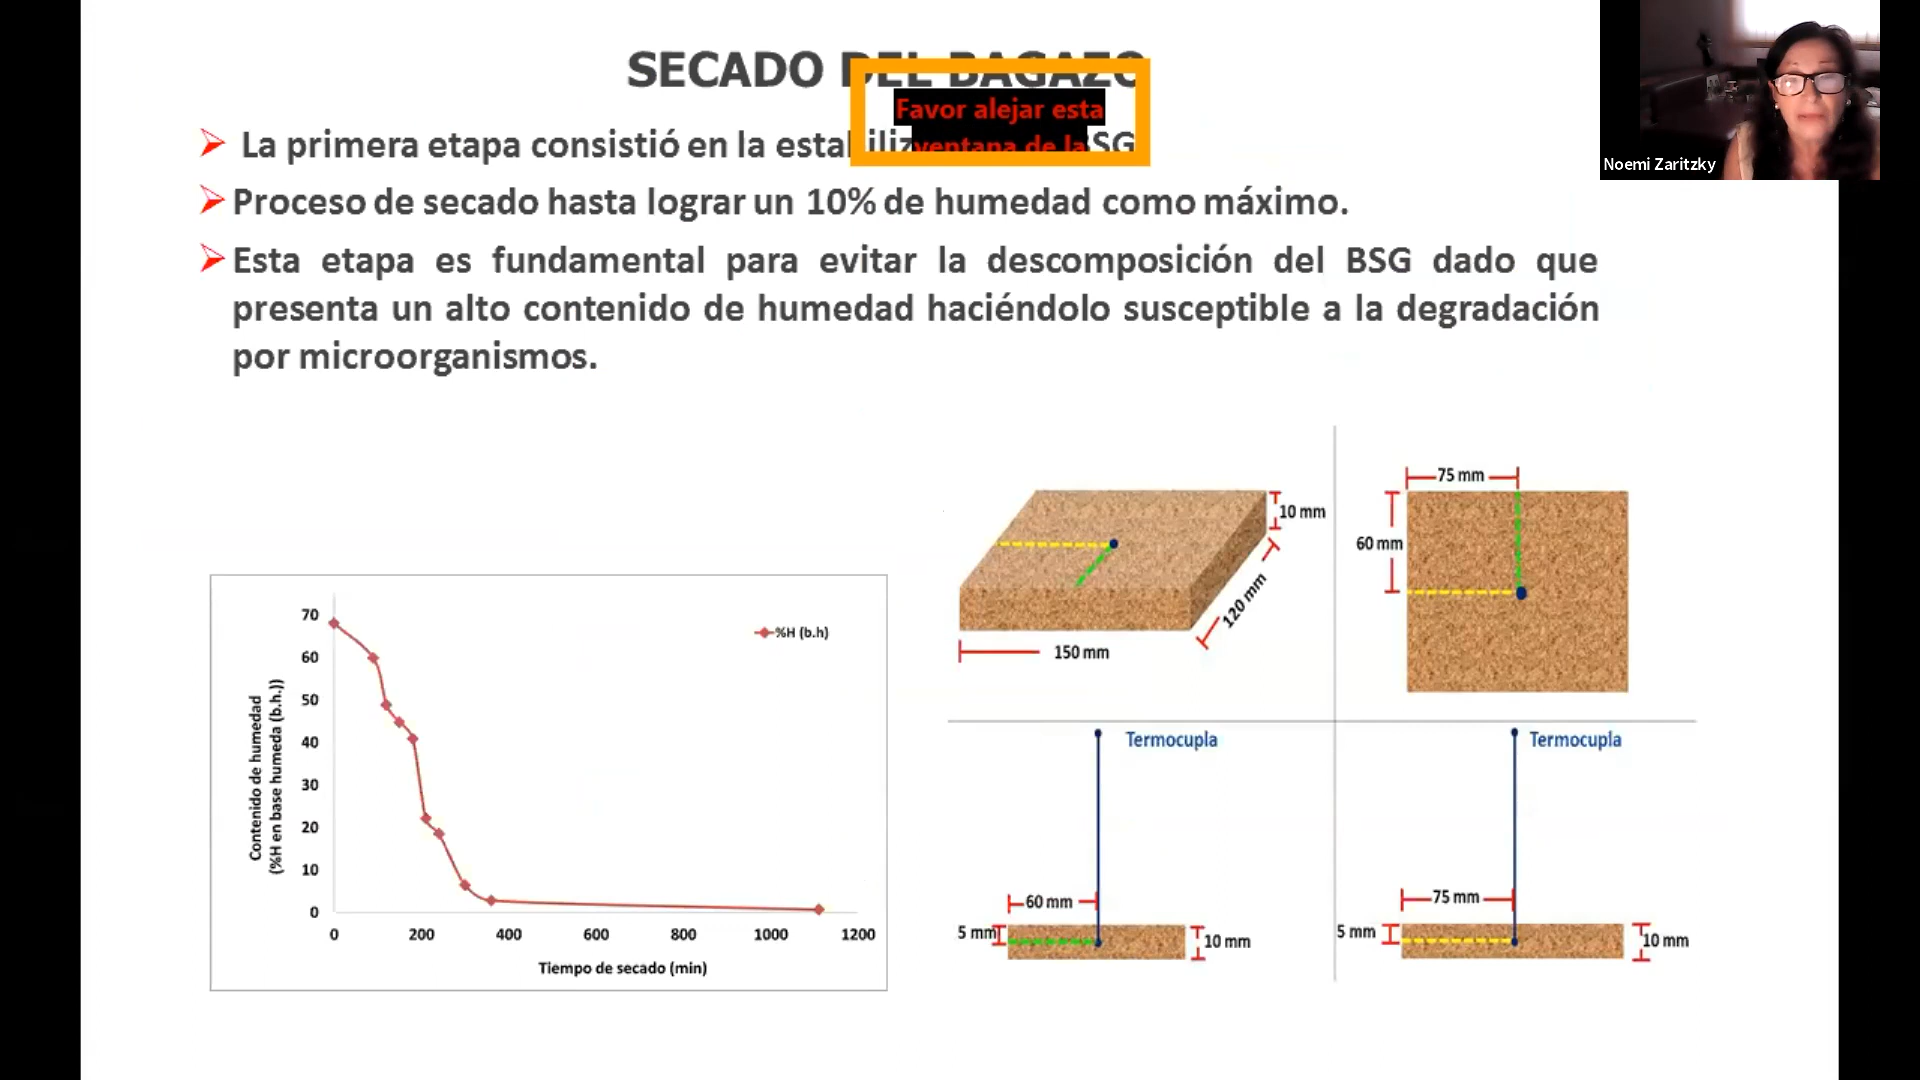 SECADO DEL BAGAZO
Favor alejar esta
ventana de la
La primera etapa consistió en la SG
Proceso de secado hasta lograr un 10% de humedad como máximo.
Esta etapa es fundamental para evitar la descomposición del BSG dado que
presenta un alto contenido de humedad haciéndolo susceptible a la degradación
por microorganismos.
Noemi Zaritzky
70
60
50
40
30
20
10
0
0 200 400 600 800 1000 1200
Contenido de humedad
(%H en base humeda (b.h.))
Tiempo de secado (min)
%H (b.h)
10 mm
120 mm
150 mm
75 mm
60 mm
Termocupla
60 mm
5 mm
10 mm
Termocupla
75 mm
5 mm
10 mm